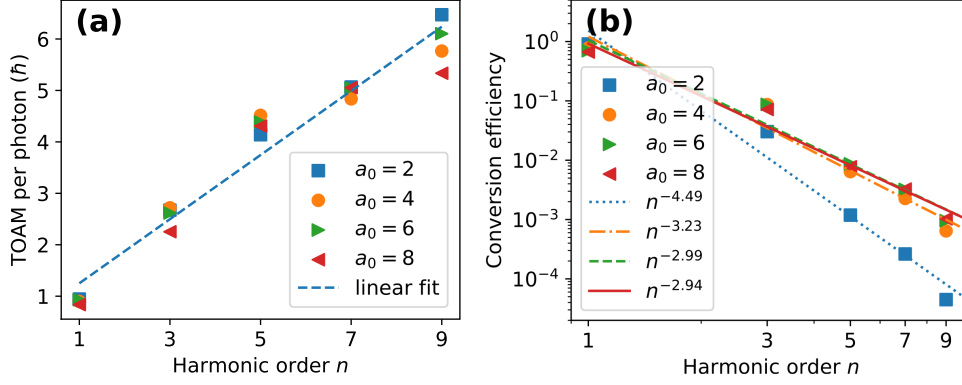 (a)
TOAM per photon (ℏ)
6
5
4
3
2
1
1 3 5 7 9
Harmonic order n
a₀ = 2
a₀ = 4
a₀ = 6
a₀ = 8
linear fit
(b)
Conversion efficiency
10⁰
10⁻¹
10⁻²
10⁻³
10⁻⁴
1 3 5 7 9
Harmonic order n
a₀ = 2
a₀ = 4
a₀ = 6
a₀ = 8
n⁻⁴·⁴⁹
n⁻³·²³
n⁻²·⁹⁹
n⁻²·⁹⁴